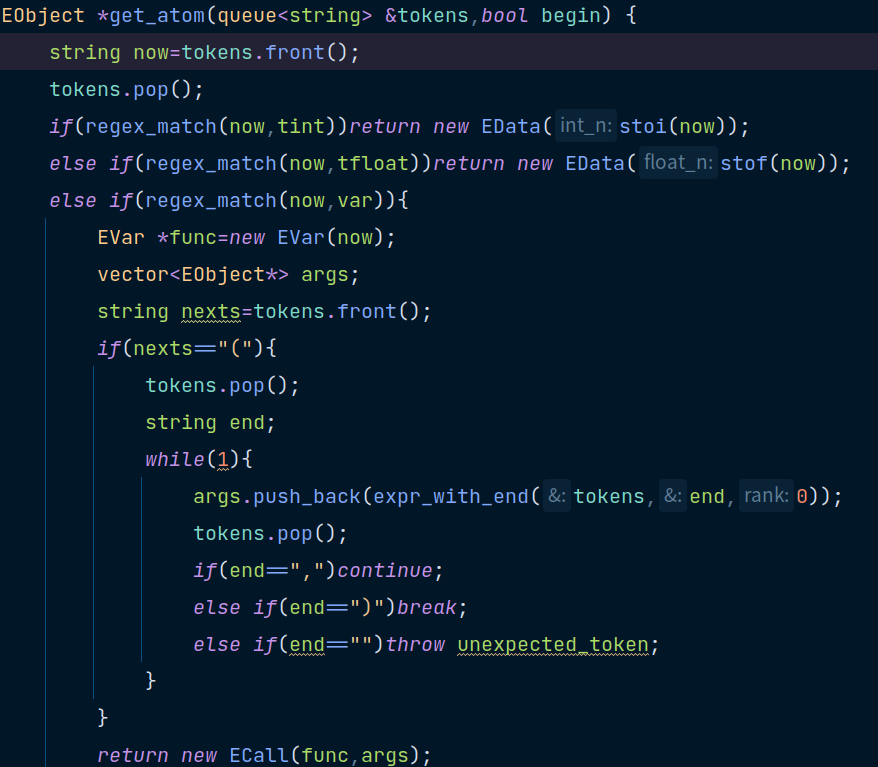 EObject *get_atom(queue<string> &tokens,bool begin) {
    string now=tokens.front();
    tokens.pop();
    if(regex_match(now,tint))return new EData( int_n: stoi(now));
    else if(regex_match(now,tfloat))return new EData( float_n: stof(now));
    else if(regex_match(now,var)){
        EVar *func=new EVar(now);
        vector<EObject*> args;
        string nexts=tokens.front();
        if(nexts=="("){
            tokens.pop();
            string end;
            while(1){
                args.push_back(expr_with_end( &: tokens, &: end, rank: 0));
                tokens.pop();
                if(end==",")continue;
                else if(end==")")break;
                else if(end=="")throw unexpected_token;
            }
        }
        return new ECall(func,args);